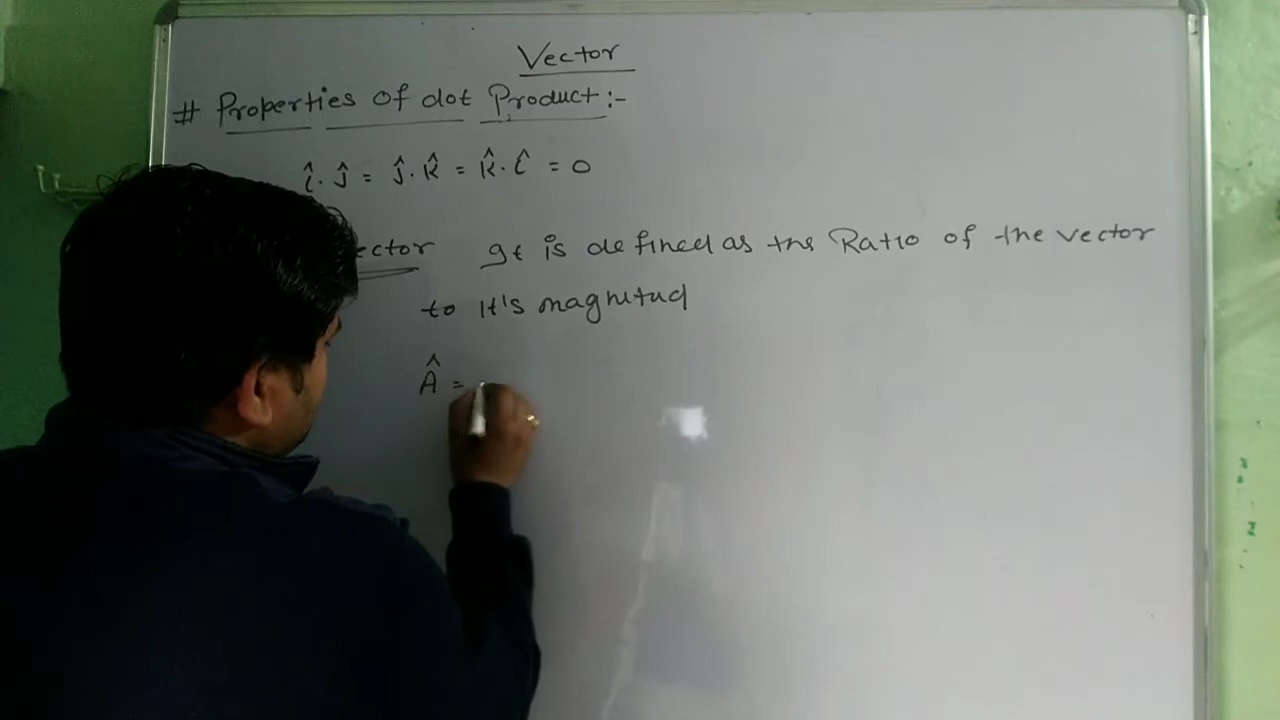 Vector
# Properties of dot Product :-
î. ĵ = ĵ. k̂ = k̂. î = 0
ector It is defined as the Ratio of the vector
to It's magnitud
Â =